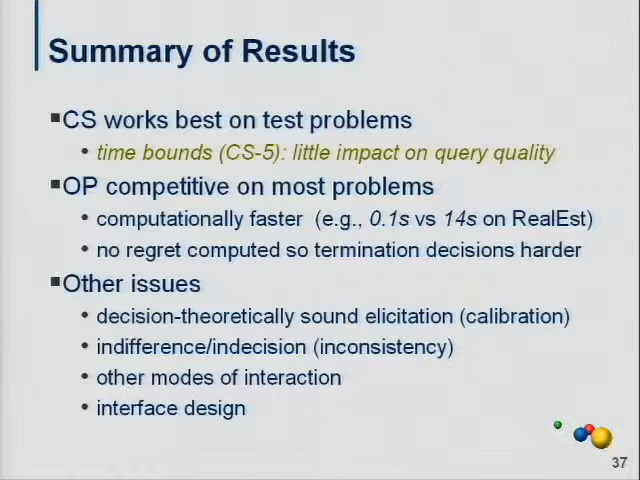 Summary of Results
▪CS works best on test problems
• time bounds (CS-5): little impact on query quality
▪OP competitive on most problems
• computationally faster (e.g., 0.1s vs 14s on RealEst)
• no regret computed so termination decisions harder
▪Other issues
• decision-theoretically sound elicitation (calibration)
• indifference/indecision (inconsistency)
• other modes of interaction
• interface design
37